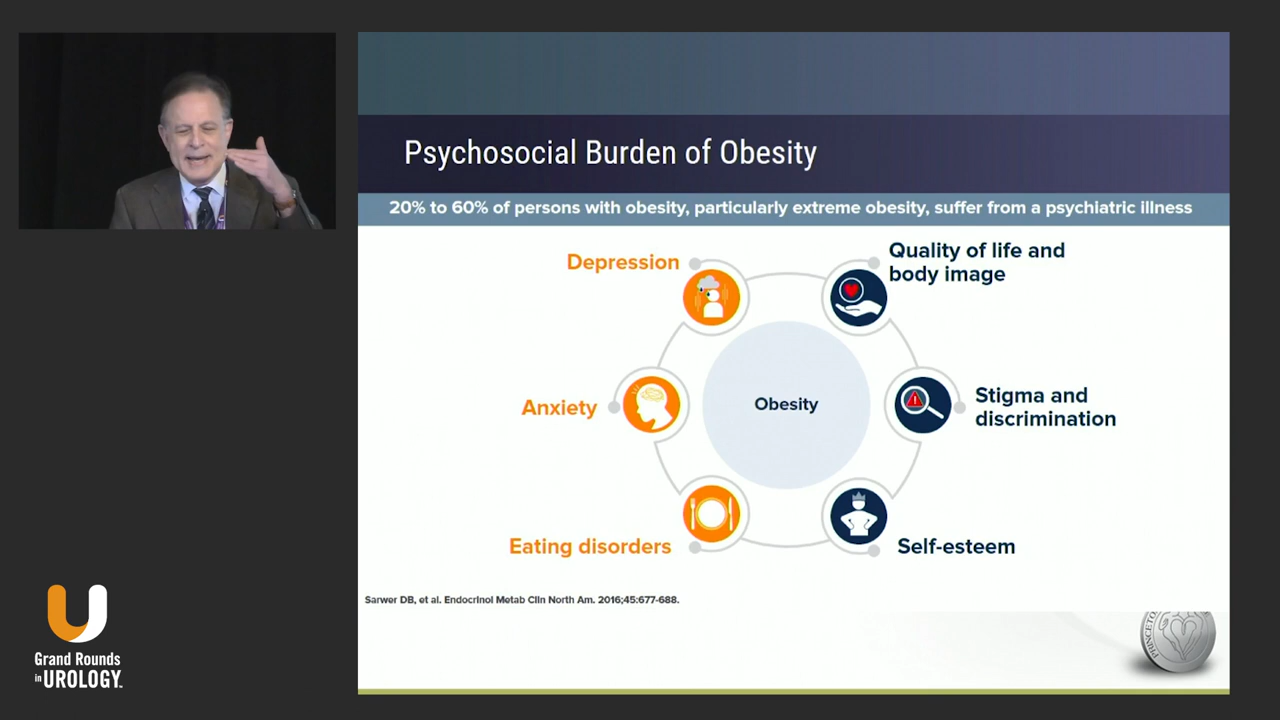 Psychosocial Burden of Obesity
20% to 60% of persons with obesity, particularly extreme obesity, suffer from a psychiatric illness
Depression
Quality of life and
body image
Anxiety
Obesity
Stigma and
discrimination
Eating disorders
Self-esteem
Sarwer DB, et al. Endocrinol Metab Clin North Am. 2016;45:677-688.
Grand Rounds
in UROLOGY™